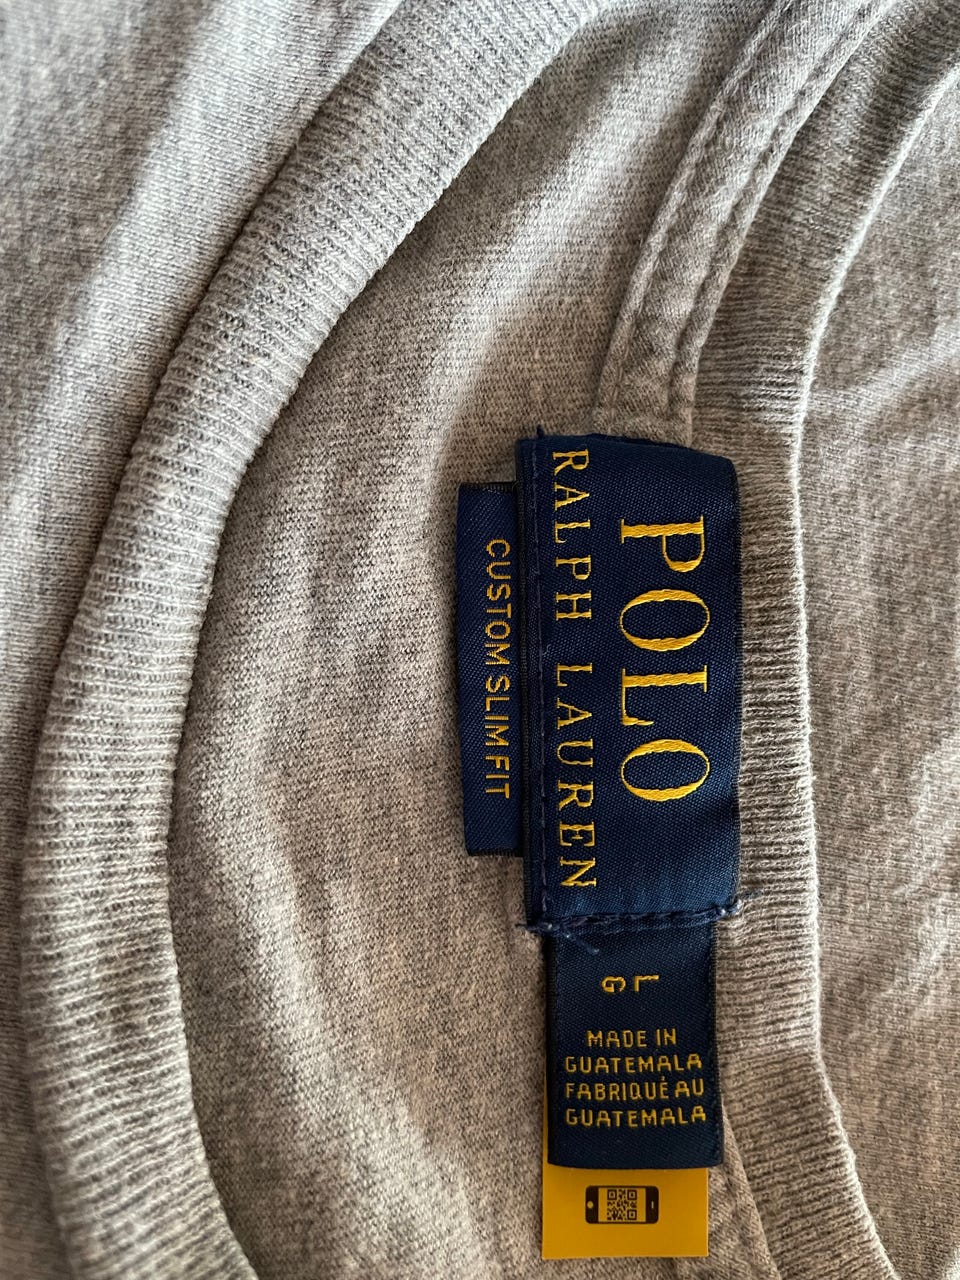 POLO
RALPH LAUREN
CUSTOM SLIM FIT
L
G
MADE IN
GUATEMALA
FABRIQUÉ AU
GUATEMALA